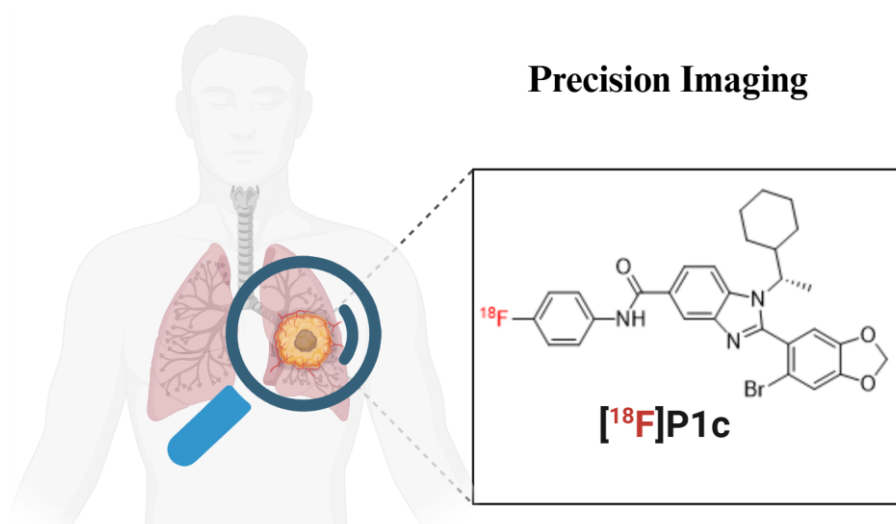 Precision Imaging
O
¹⁸F
NH
N
N
O
O
Br
[¹⁸F]P1c